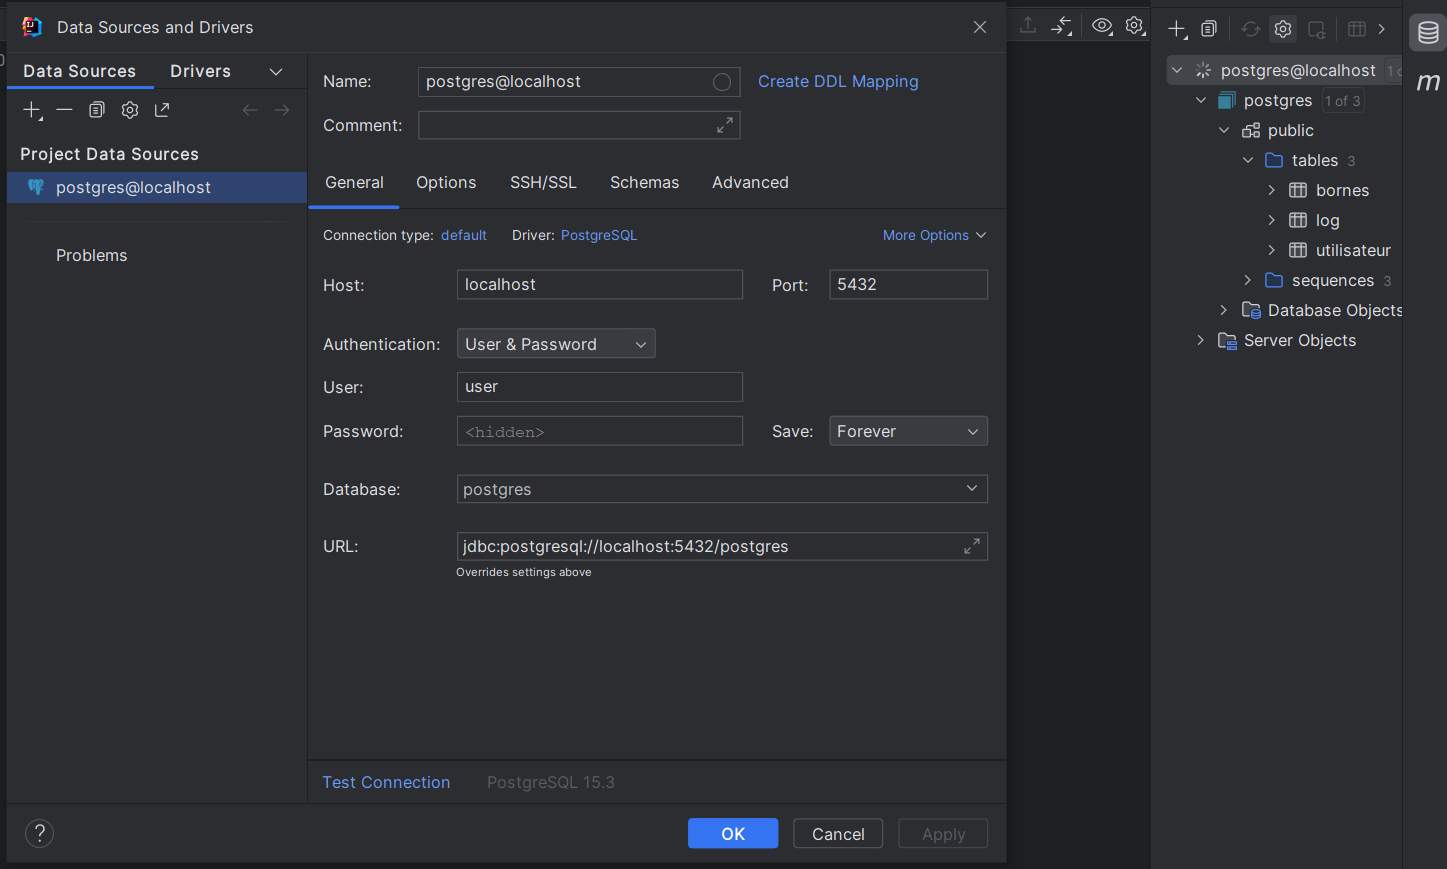 Data Sources and Drivers
Data Sources Drivers
Project Data Sources
postgres@localhost
Problems
Name: postgres@localhost Create DDL Mapping
Comment:
General Options SSH/SSL Schemas Advanced
Connection type: default Driver: PostgreSQL More Options
Host: localhost Port: 5432
Authentication: User & Password
User: user
Password: <hidden> Save: Forever
Database: postgres
URL: jdbc:postgresql://localhost:5432/postgres
Overrides settings above
Test Connection PostgreSQL 15.3
? OK Cancel Apply
postgres@localhost 1
postgres 1 of 3
public
tables 3
bornes
log
utilisateur
sequences 3
Database Objects
Server Objects
m